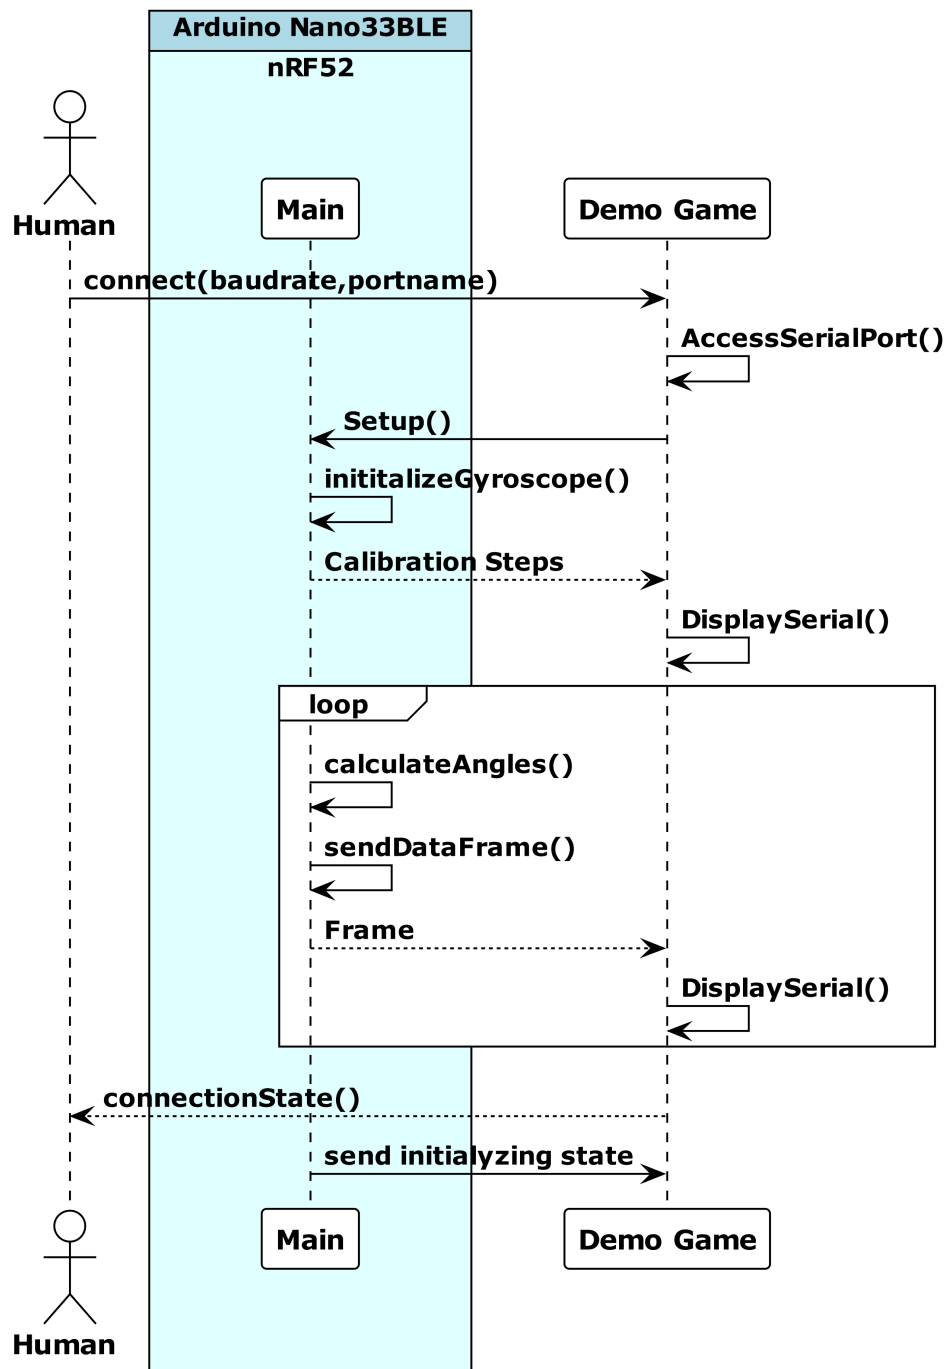 Arduino Nano33BLE
nRF52
Human
Main
Demo Game
connect(baudrate,portname)
AccessSerialPort()
Setup()
inititalizeGyroscope()
Calibration Steps
DisplaySerial()
loop
calculateAngles()
sendDataFrame()
Frame
DisplaySerial()
connectionState()
send initialyzing state
Main
Demo Game
Human